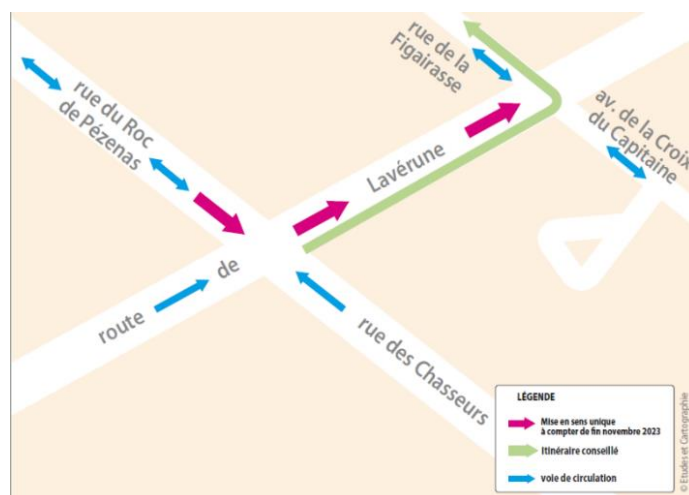 rue de la
Figairasse
rue du Roc
de Pézenas
av. de la Croix
du Capitaine
Lavérune
de
route
rue des Chasseurs
LÉGENDE
Mise en sens unique
à compter de fin novembre 2023
Itinéraire conseillé
voie de circulation
© Etudes et Cartographie